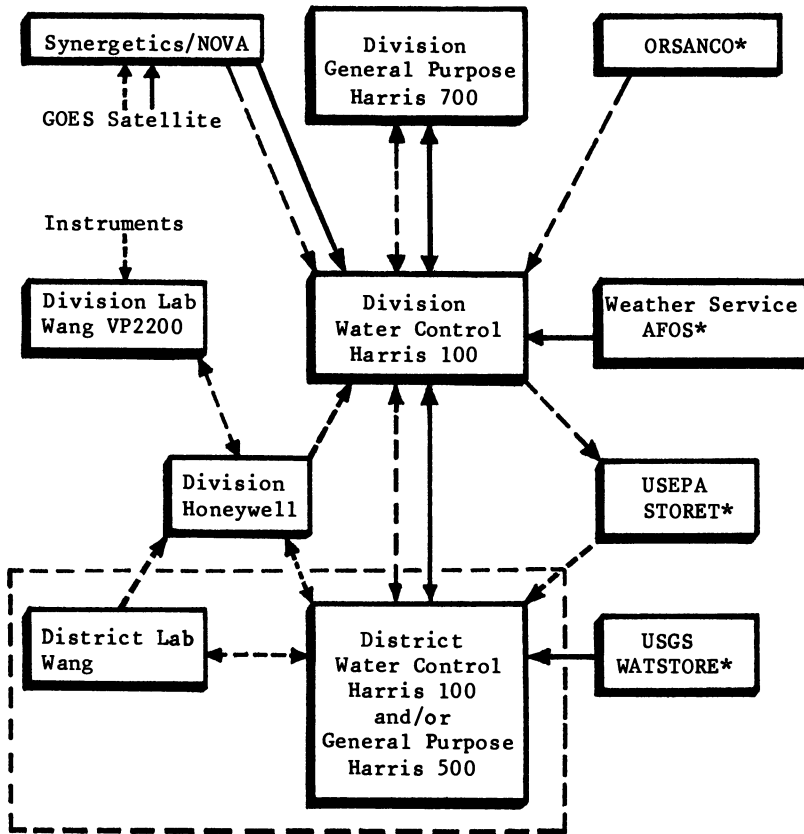 Synergetics/NOVA
GOES Satellite
Division
General Purpose
Harris 700
ORSANCO*
Instruments
Division Lab
Wang VP2200
Division
Water Control
Harris 100
Weather Service
AFOS*
Division
Honeywell
USEPA
STORET*
District Lab
Wang
District
Water Control
Harris 100
and/or
General Purpose
Harris 500
USGS
WATSTORE*